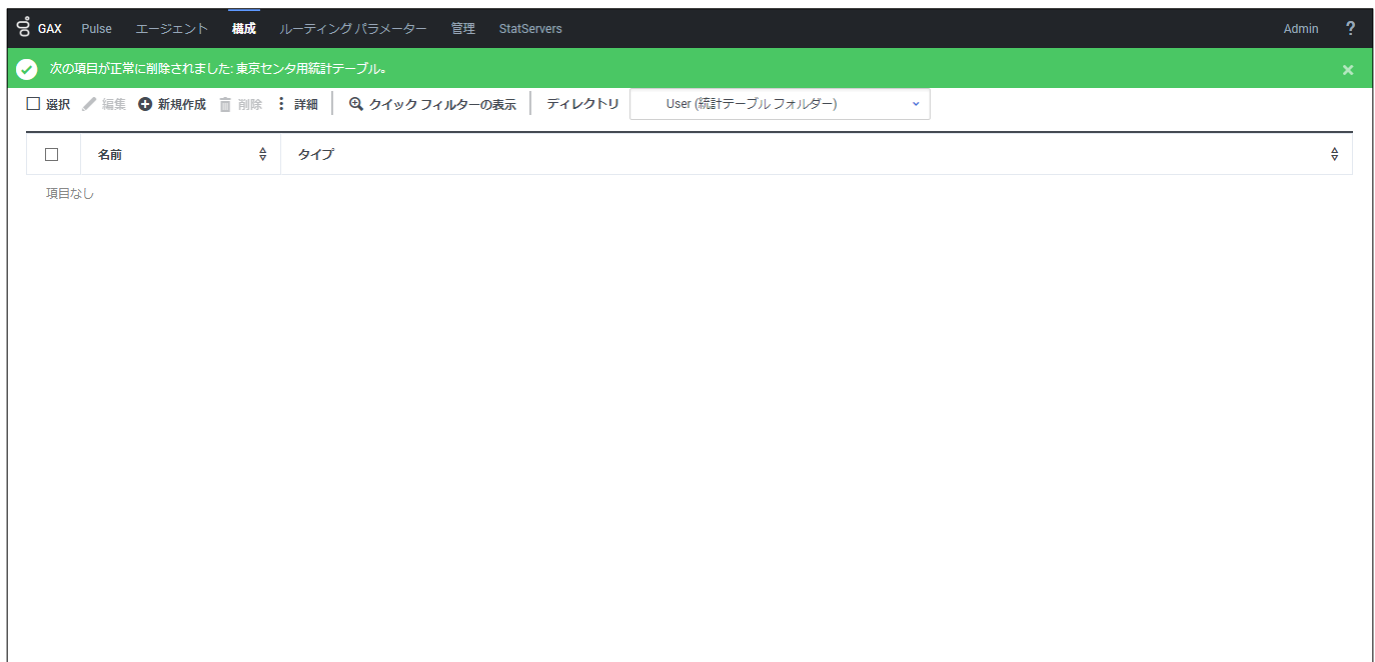 GAX Pulse エージェント 構成 ルーティング パラメーター 管理 StatServers Admin ?
次の項目が正常に削除されました: 東京センタ用統計テーブル。 ×
選択 編集 新規作成 削除 詳細 クイック フィルターの表示 ディレクトリ User (統計テーブル フォルダー)
名前 タイプ
項目なし